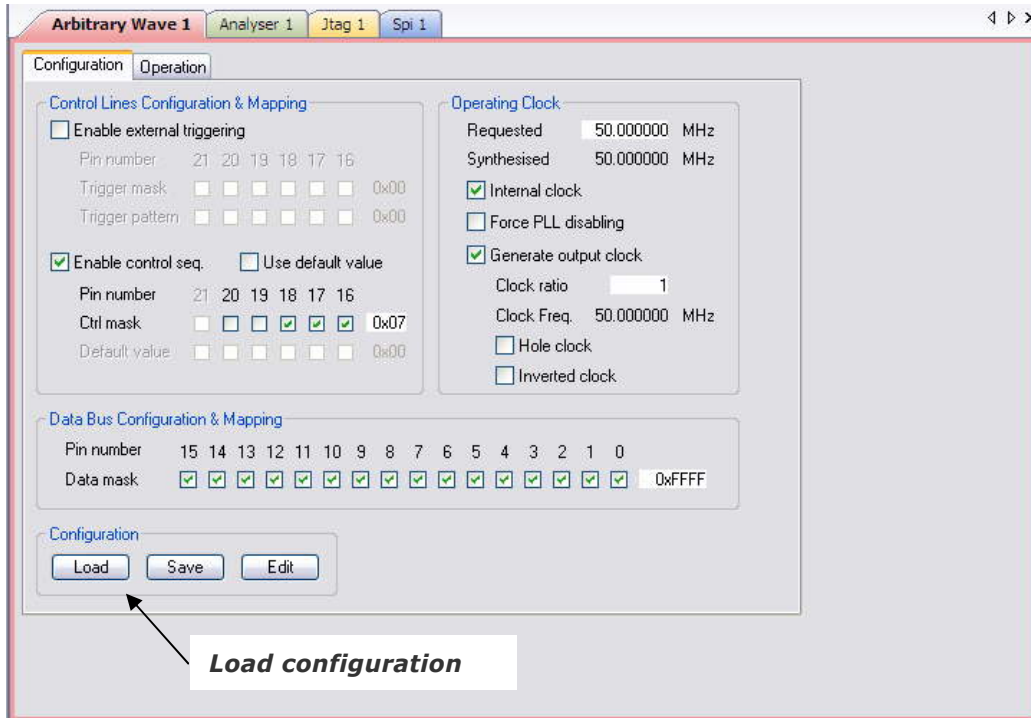 Arbitrary Wave 1 Analyser 1 Jtag 1 Spi 1
Configuration Operation
Control Lines Configuration & Mapping
Enable external triggering
Pin number 21 20 19 18 17 16
Trigger mask 0x00
Trigger pattern 0x00
Enable control seq. Use default value
Pin number 21 20 19 18 17 16
Ctrl mask 0x07
Default value 0x00
Operating Clock
Requested 50.000000 MHz
Synthesised 50.000000 MHz
Internal clock
Force PLL disabling
Generate output clock
Clock ratio 1
Clock Freq. 50.000000 MHz
Hole clock
Inverted clock
Data Bus Configuration & Mapping
Pin number 15 14 13 12 11 10 9 8 7 6 5 4 3 2 1 0
Data mask 0xFFFF
Configuration
Load Save Edit
Load configuration